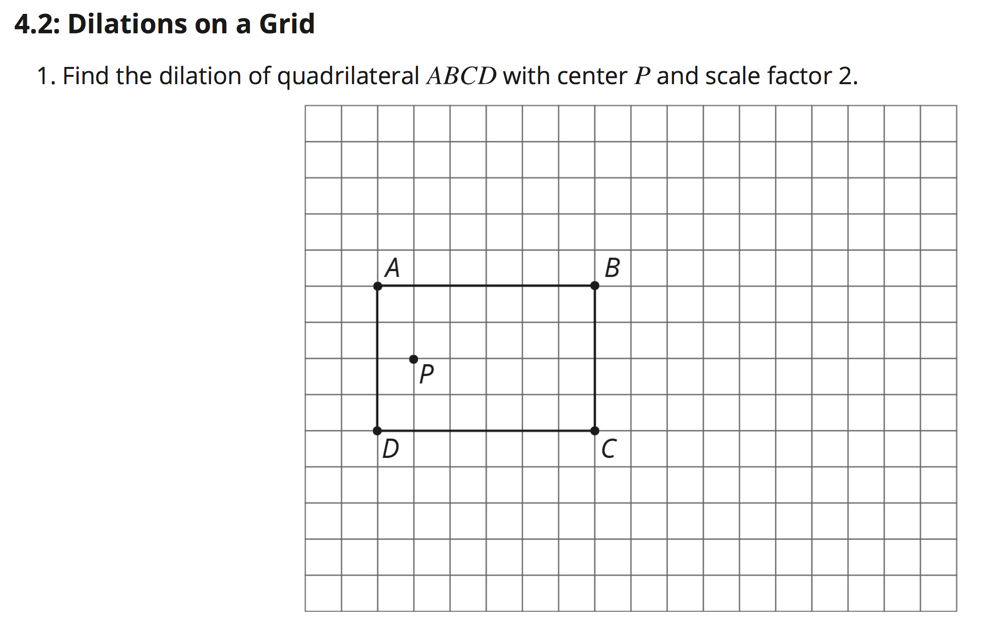 4.2: Dilations on a Grid
1. Find the dilation of quadrilateral ABCD with center P and scale factor 2.
A B
P
D C